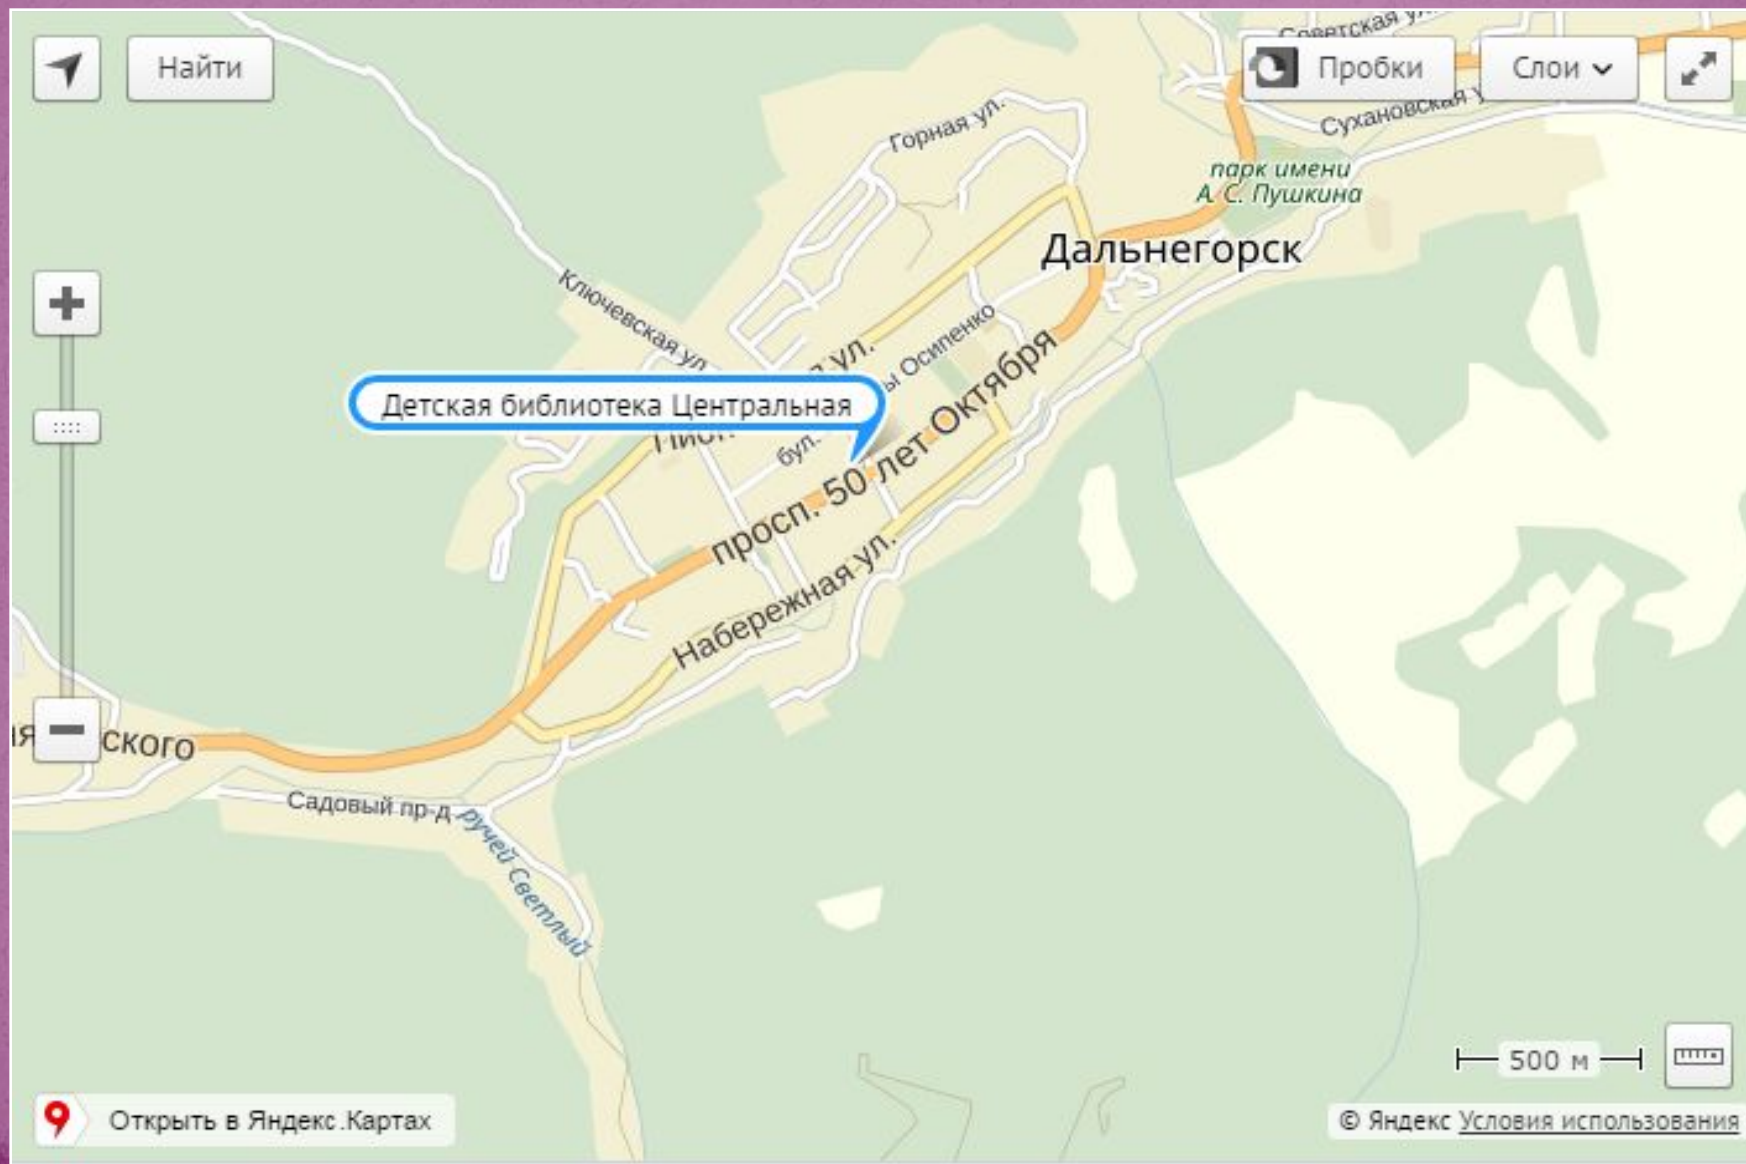 Найти
Советская ул.
Пробки
Слои
Сухановская
Горная ул.
парк имени
А. С. Пушкина
Дальнегорск
Ключевская ул.
ул.
Осипенко
Детская библиотека Центральная
бул.
просп. 50 лет Октября
Набережная ул.
ского
Садовый пр-д
ручей Светлый
500 м
Открыть в Яндекс.Картах
© Яндекс Условия использования